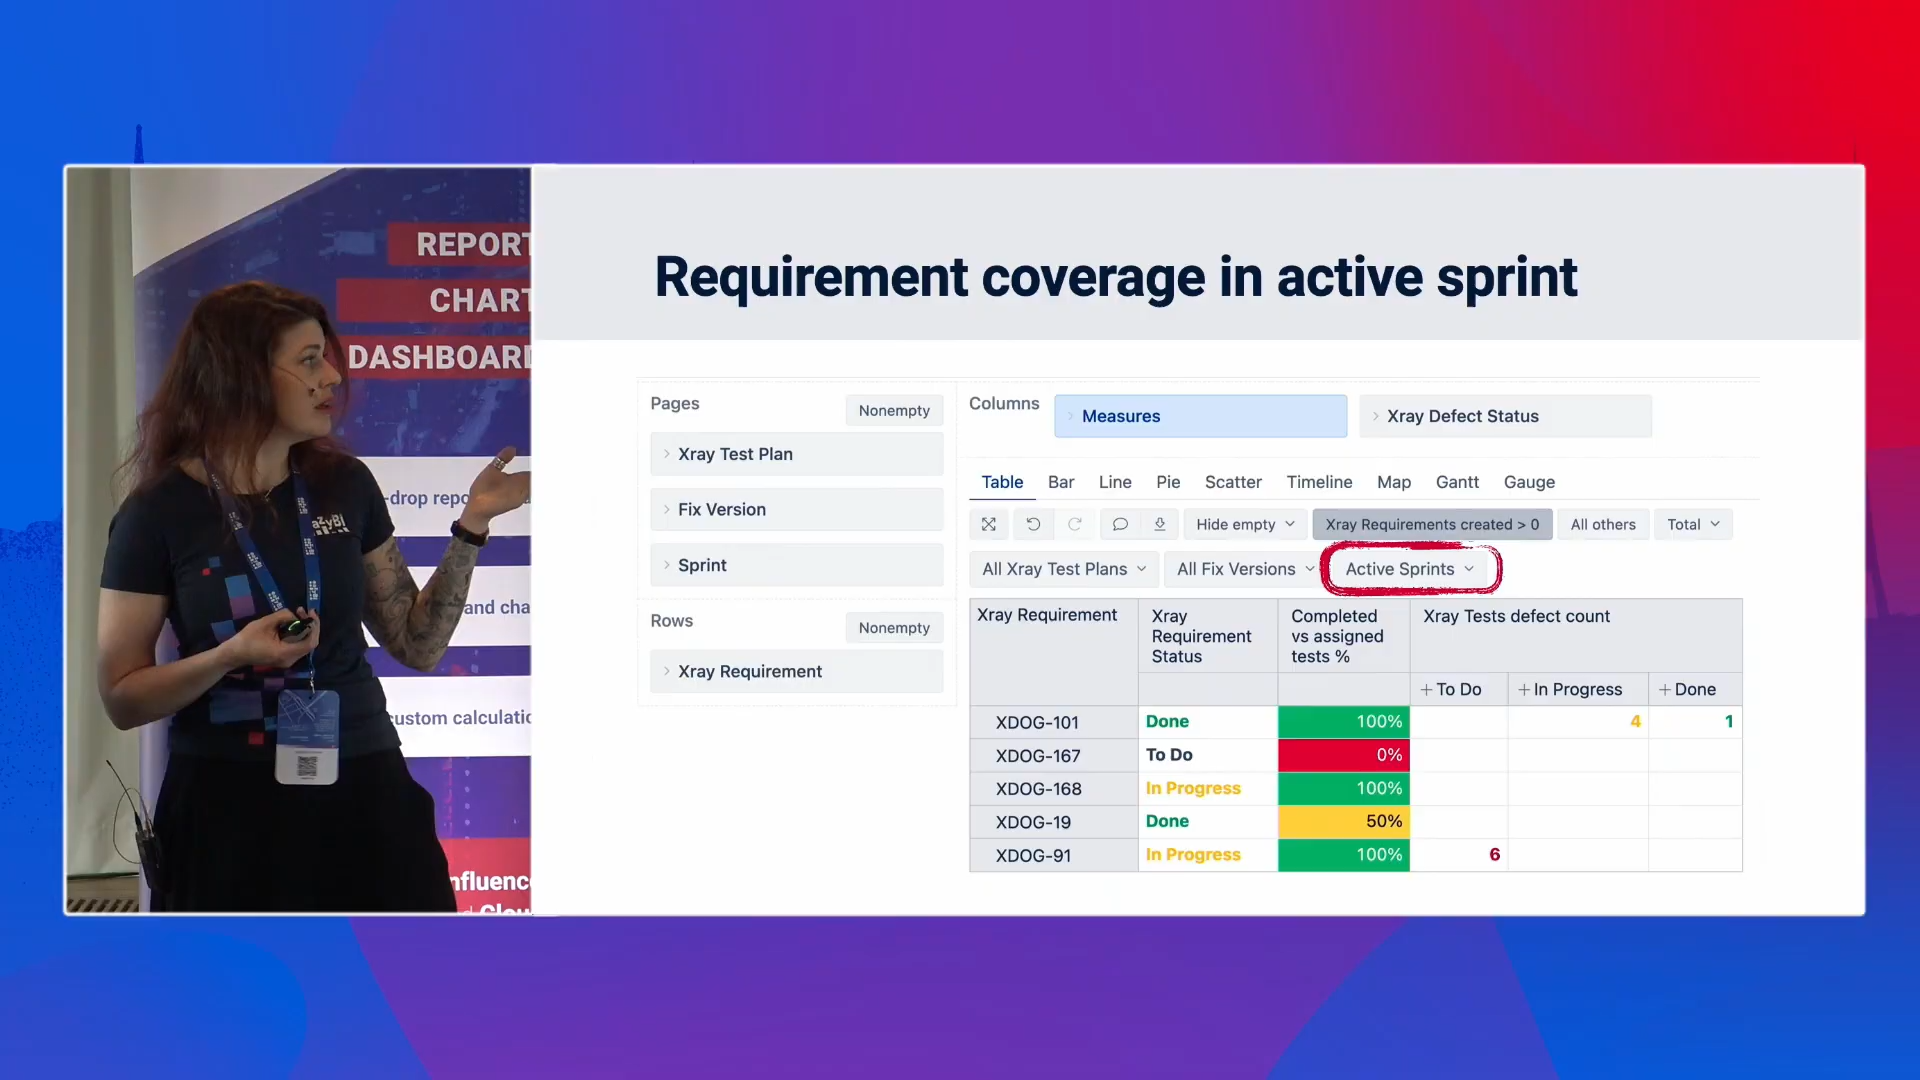 REPORT
CHART
DASHBOARD
-drop repo
and cha
custom calculatio
nfluenc
Clou
Requirement coverage in active sprint
Pages
Nonempty
Xray Test Plan
Fix Version
Sprint
Rows
Nonempty
Xray Requirement
Columns
Measures
Xray Defect Status
Table Bar Line Pie Scatter Timeline Map Gantt Gauge
Hide empty Xray Requirements created > 0 All others Total
All Xray Test Plans All Fix Versions Active Sprints
Xray Requirement
Xray Requirement Status
Completed vs assigned tests %
Xray Tests defect count
+ To Do + In Progress + Done
XDOG-101 Done 100% 4 1
XDOG-167 To Do 0%
XDOG-168 In Progress 100%
XDOG-19 Done 50%
XDOG-91 In Progress 100% 6